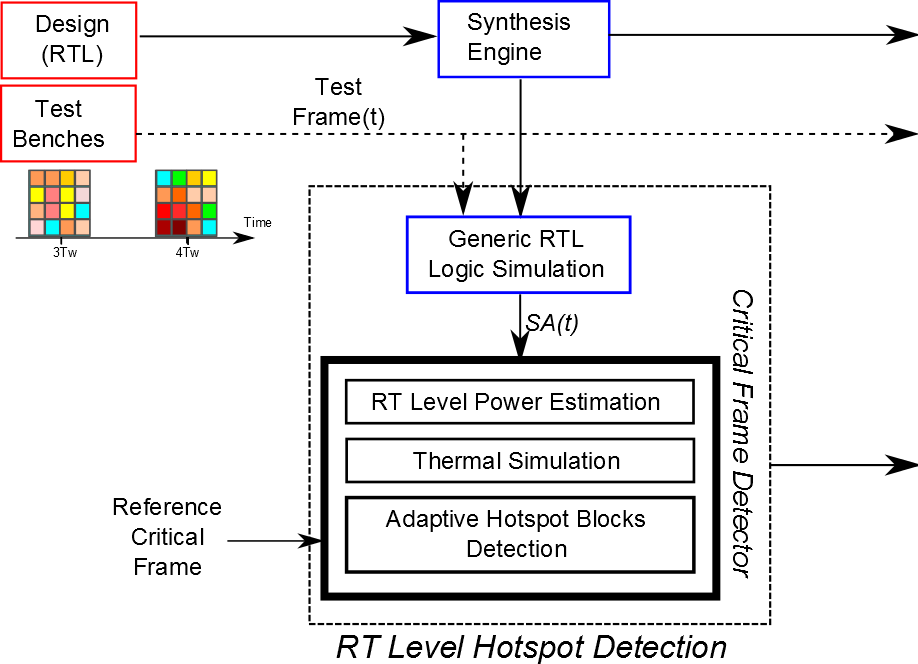 Design
(RTL)
Synthesis
Engine
Test
Benches
Test
Frame(t)
Time
3Tw
4Tw
Generic RTL
Logic Simulation
SA(t)
Critical Frame Detector
RT Level Power Estimation
Thermal Simulation
Adaptive Hotspot Blocks
Detection
Reference
Critical
Frame
RT Level Hotspot Detection